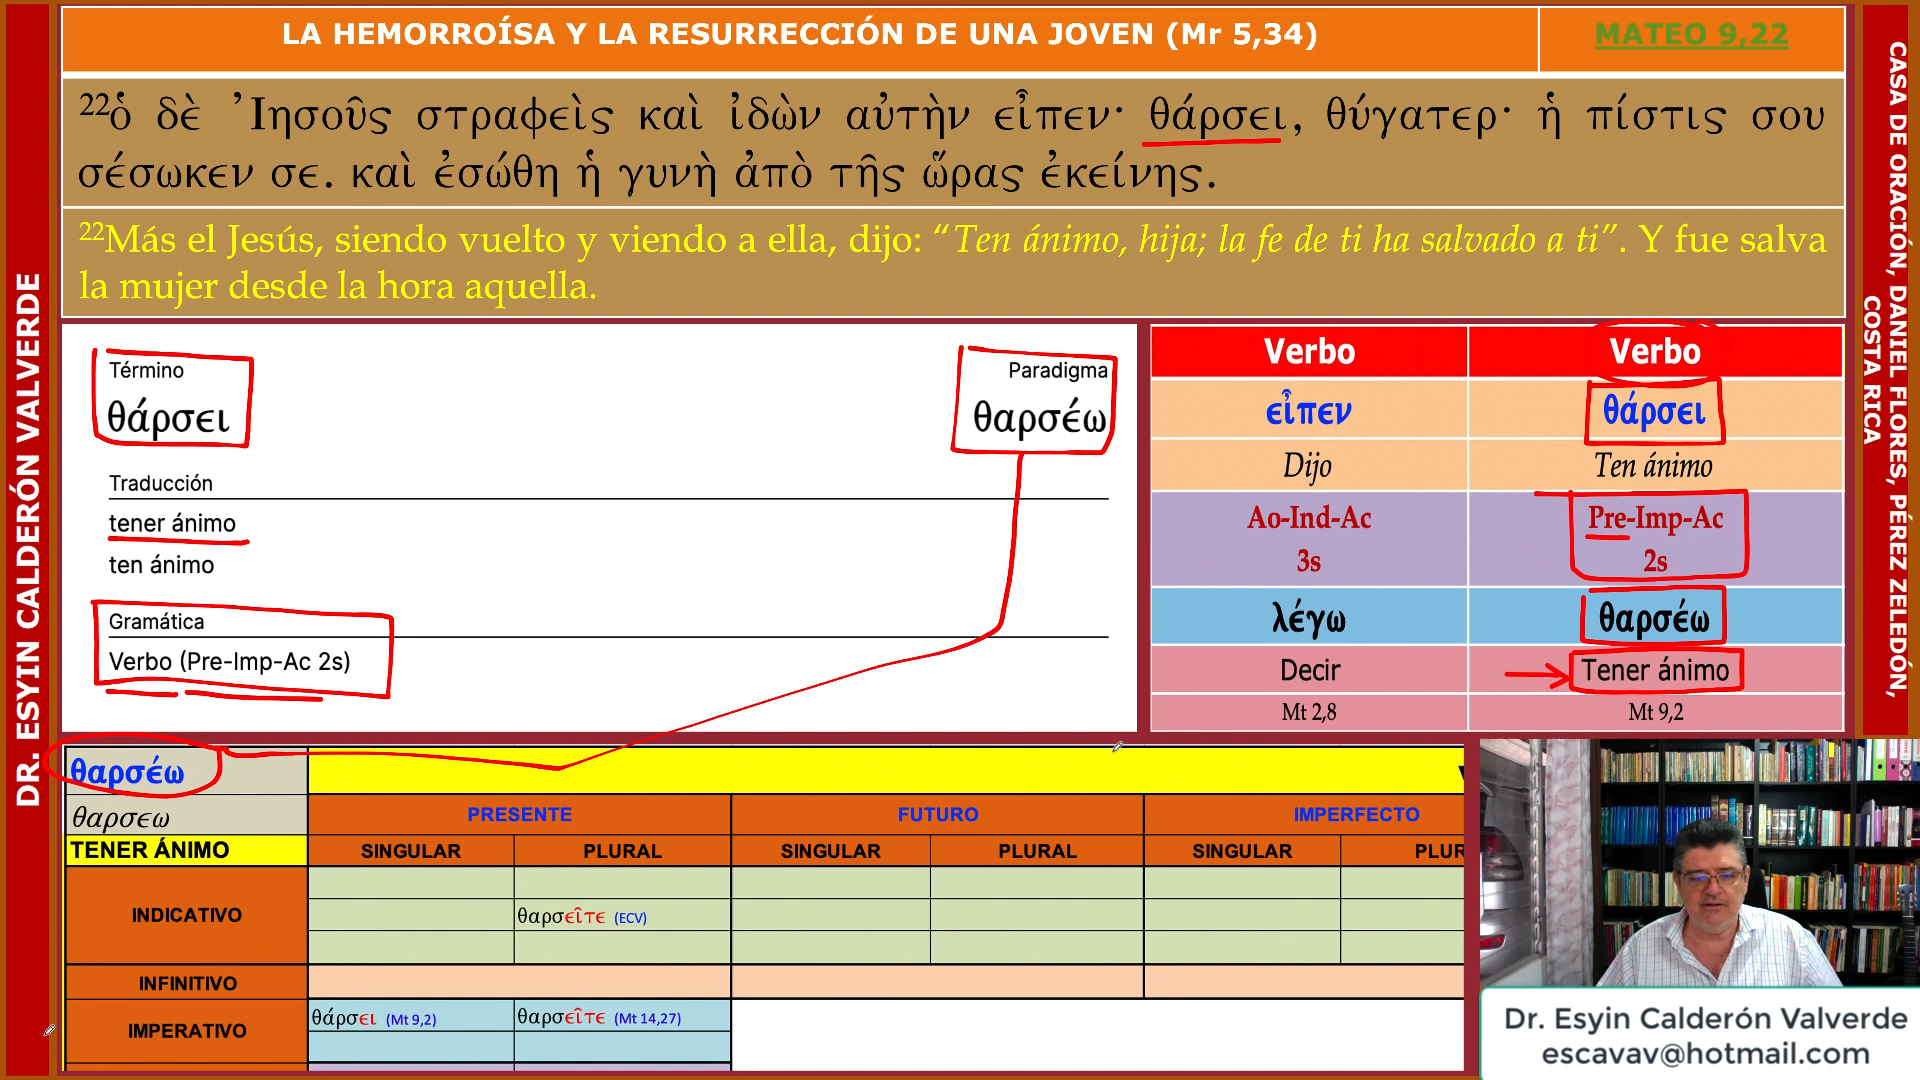 LA HEMORROÍSA Y LA RESURRECCIÓN DE UNA JOVEN (Mr 5,34)
MATEO 9,22
²²ὁ δὲ Ἰησοῦς στραφεὶς καὶ ἰδὼν αὐτὴν εἶπεν· θάρσει, θύγατερ· ἡ πίστις σου
σέσωκεν σε. καὶ ἐσώθη ἡ γυνὴ ἀπὸ τῆς ὥρας ἐκείνης.
²²Más el Jesús, siendo vuelto y viendo a ella, dijo: “Ten ánimo, hija; la fe de ti ha salvado a ti”. Y fue salva
la mujer desde la hora aquella.
DR. ESYIN CALDERÓN VALVERDE
CASA DE ORACIÓN, DANIEL FLORES, PÉREZ ZELEDÓN,
COSTA RICA
Término
Paradigma
θάρσει
θαρσέω
Traducción
tener ánimo
ten ánimo
Gramática
Verbo (Pre-Imp-Ac 2s)
Verbo
Verbo
εἶπεν
θάρσει
Dijo
Ten ánimo
Ao-Ind-Ac
3s
Pre-Imp-Ac
2s
λέγω
θαρσέω
Decir
Tener ánimo
Mt 2,8
Mt 9,2
θαρσέω
θαρσεω
PRESENTE
FUTURO
IMPERFECTO
TENER ÁNIMO
SINGULAR
PLURAL
SINGULAR
PLURAL
SINGULAR
PLUR
INDICATIVO
θαρσεῖτε (ECV)
INFINITIVO
IMPERATIVO
θάρσει (Mt 9,2)
θαρσεῖτε (Mt 14,27)
Dr. Esyin Calderón Valverde
escavav@hotmail.com